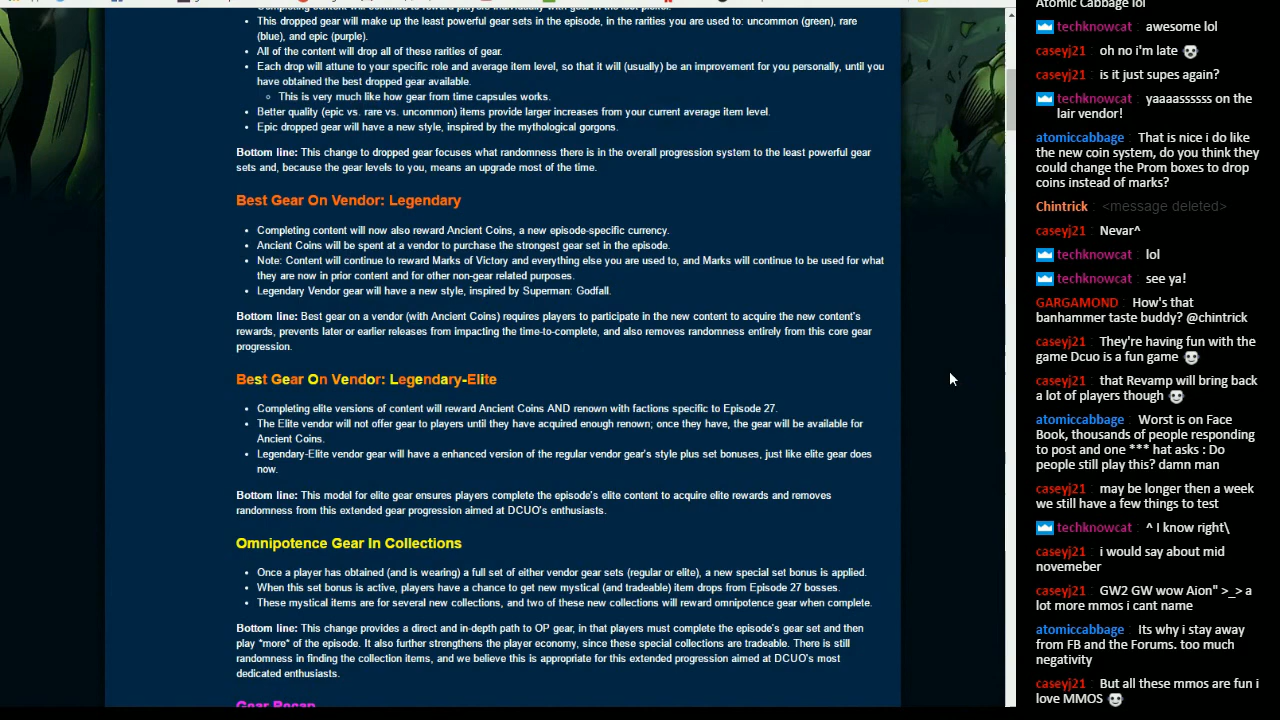 This dropped gear will make up the least powerful gear sets in the episode, in the rarities you are used to: uncommon (green), rare
(blue), and epic (purple).
All of the content will drop all of these rarities of gear.
Each drop will attune to your specific role and average item level, so that it will (usually) be an improvement for you personally, until you
have obtained the best dropped gear available.
This is very much like how gear from time capsules works.
Better quality (epic vs. rare vs. uncommon) items provide larger increases from your current average item level.
Epic dropped gear will have a new style, inspired by the mythological gorgons.
Bottom line: This change to dropped gear focuses what randomness there is in the overall progression system to the least powerful gear
sets and, because the gear levels to you, means an upgrade most of the time.
Best Gear On Vendor: Legendary
Completing content will now also reward Ancient Coins, a new episode-specific currency.
Ancient Coins will be spent at a vendor to purchase the strongest gear set in the episode.
Note: Content will continue to reward Marks of Victory and everything else you are used to, and Marks will continue to be used for what
they are now in prior content and for other non-gear related purposes.
Legendary Vendor gear will have a new style, inspired by Superman: Godfall.
Bottom line: Best gear on a vendor (with Ancient Coins) requires players to participate in the new content to acquire the new content's
rewards, prevents later or earlier releases from impacting the time-to-complete, and also removes randomness entirely from this core gear
progression.
Best Gear On Vendor: Legendary-Elite
Completing elite versions of content will reward Ancient Coins AND renown with factions specific to Episode 27.
The Elite vendor will not offer gear to players until they have acquired enough renown; once they have, the gear will be available for
Ancient Coins.
Legendary-Elite vendor gear will have a enhanced version of the regular vendor gear's style plus set bonuses, just like elite gear does
now.
Bottom line: This model for elite gear ensures players complete the episode's elite content to acquire elite rewards and removes
randomness from this extended gear progression aimed at DCUO's enthusiasts.
Omnipotence Gear In Collections
Once a player has obtained (and is wearing) a full set of either vendor gear sets (regular or elite), a new special set bonus is applied.
When this set bonus is active, players have a chance to get new mystical (and tradeable) item drops from Episode 27 bosses.
These mystical items are for several new collections, and two of these new collections will reward omnipotence gear when complete.
Bottom line: This change provides a direct and in-depth path to OP gear, in that players must complete the episode's gear set and then
play *more* of the episode. It also further strengthens the player economy, since these special collections are tradeable. There is still
randomness in finding the collection items, and we believe this is appropriate for this extended progression aimed at DCUO's most
dedicated enthusiasts.
Gear Recap
Atomic Cabbage lol
techknowcat : awesome lol
caseyj21 : oh no i'm late
caseyj21 : is it just supes again?
techknowcat : yaaaassssss on the
lair vendor!
atomiccabbage : That is nice i do like
the new coin system, do you think they
could change the Prom boxes to drop
coins instead of marks?
Chintrick : <message deleted>
caseyj21 : Nevar^
techknowcat : lol
techknowcat : see ya!
GARGAMOND : How's that
banhammer taste buddy? @chintrick
caseyj21 : They're having fun with the
game Dcuo is a fun game
caseyj21 : that Revamp will bring back
a lot of players though
atomiccabbage : Worst is on Face
Book, thousands of people responding
to post and one *** hat asks : Do
people still play this? damn man
caseyj21 : may be longer then a week
we still have a few things to test
techknowcat : ^ I know right\
caseyj21 : i would say about mid
novemeber
caseyj21 : GW2 GW wow Aion" >_> a
lot more mmos i cant name
atomiccabbage : Its why i stay away
from FB and the Forums. too much
negativity
caseyj21 : But all these mmos are fun i
love MMOS